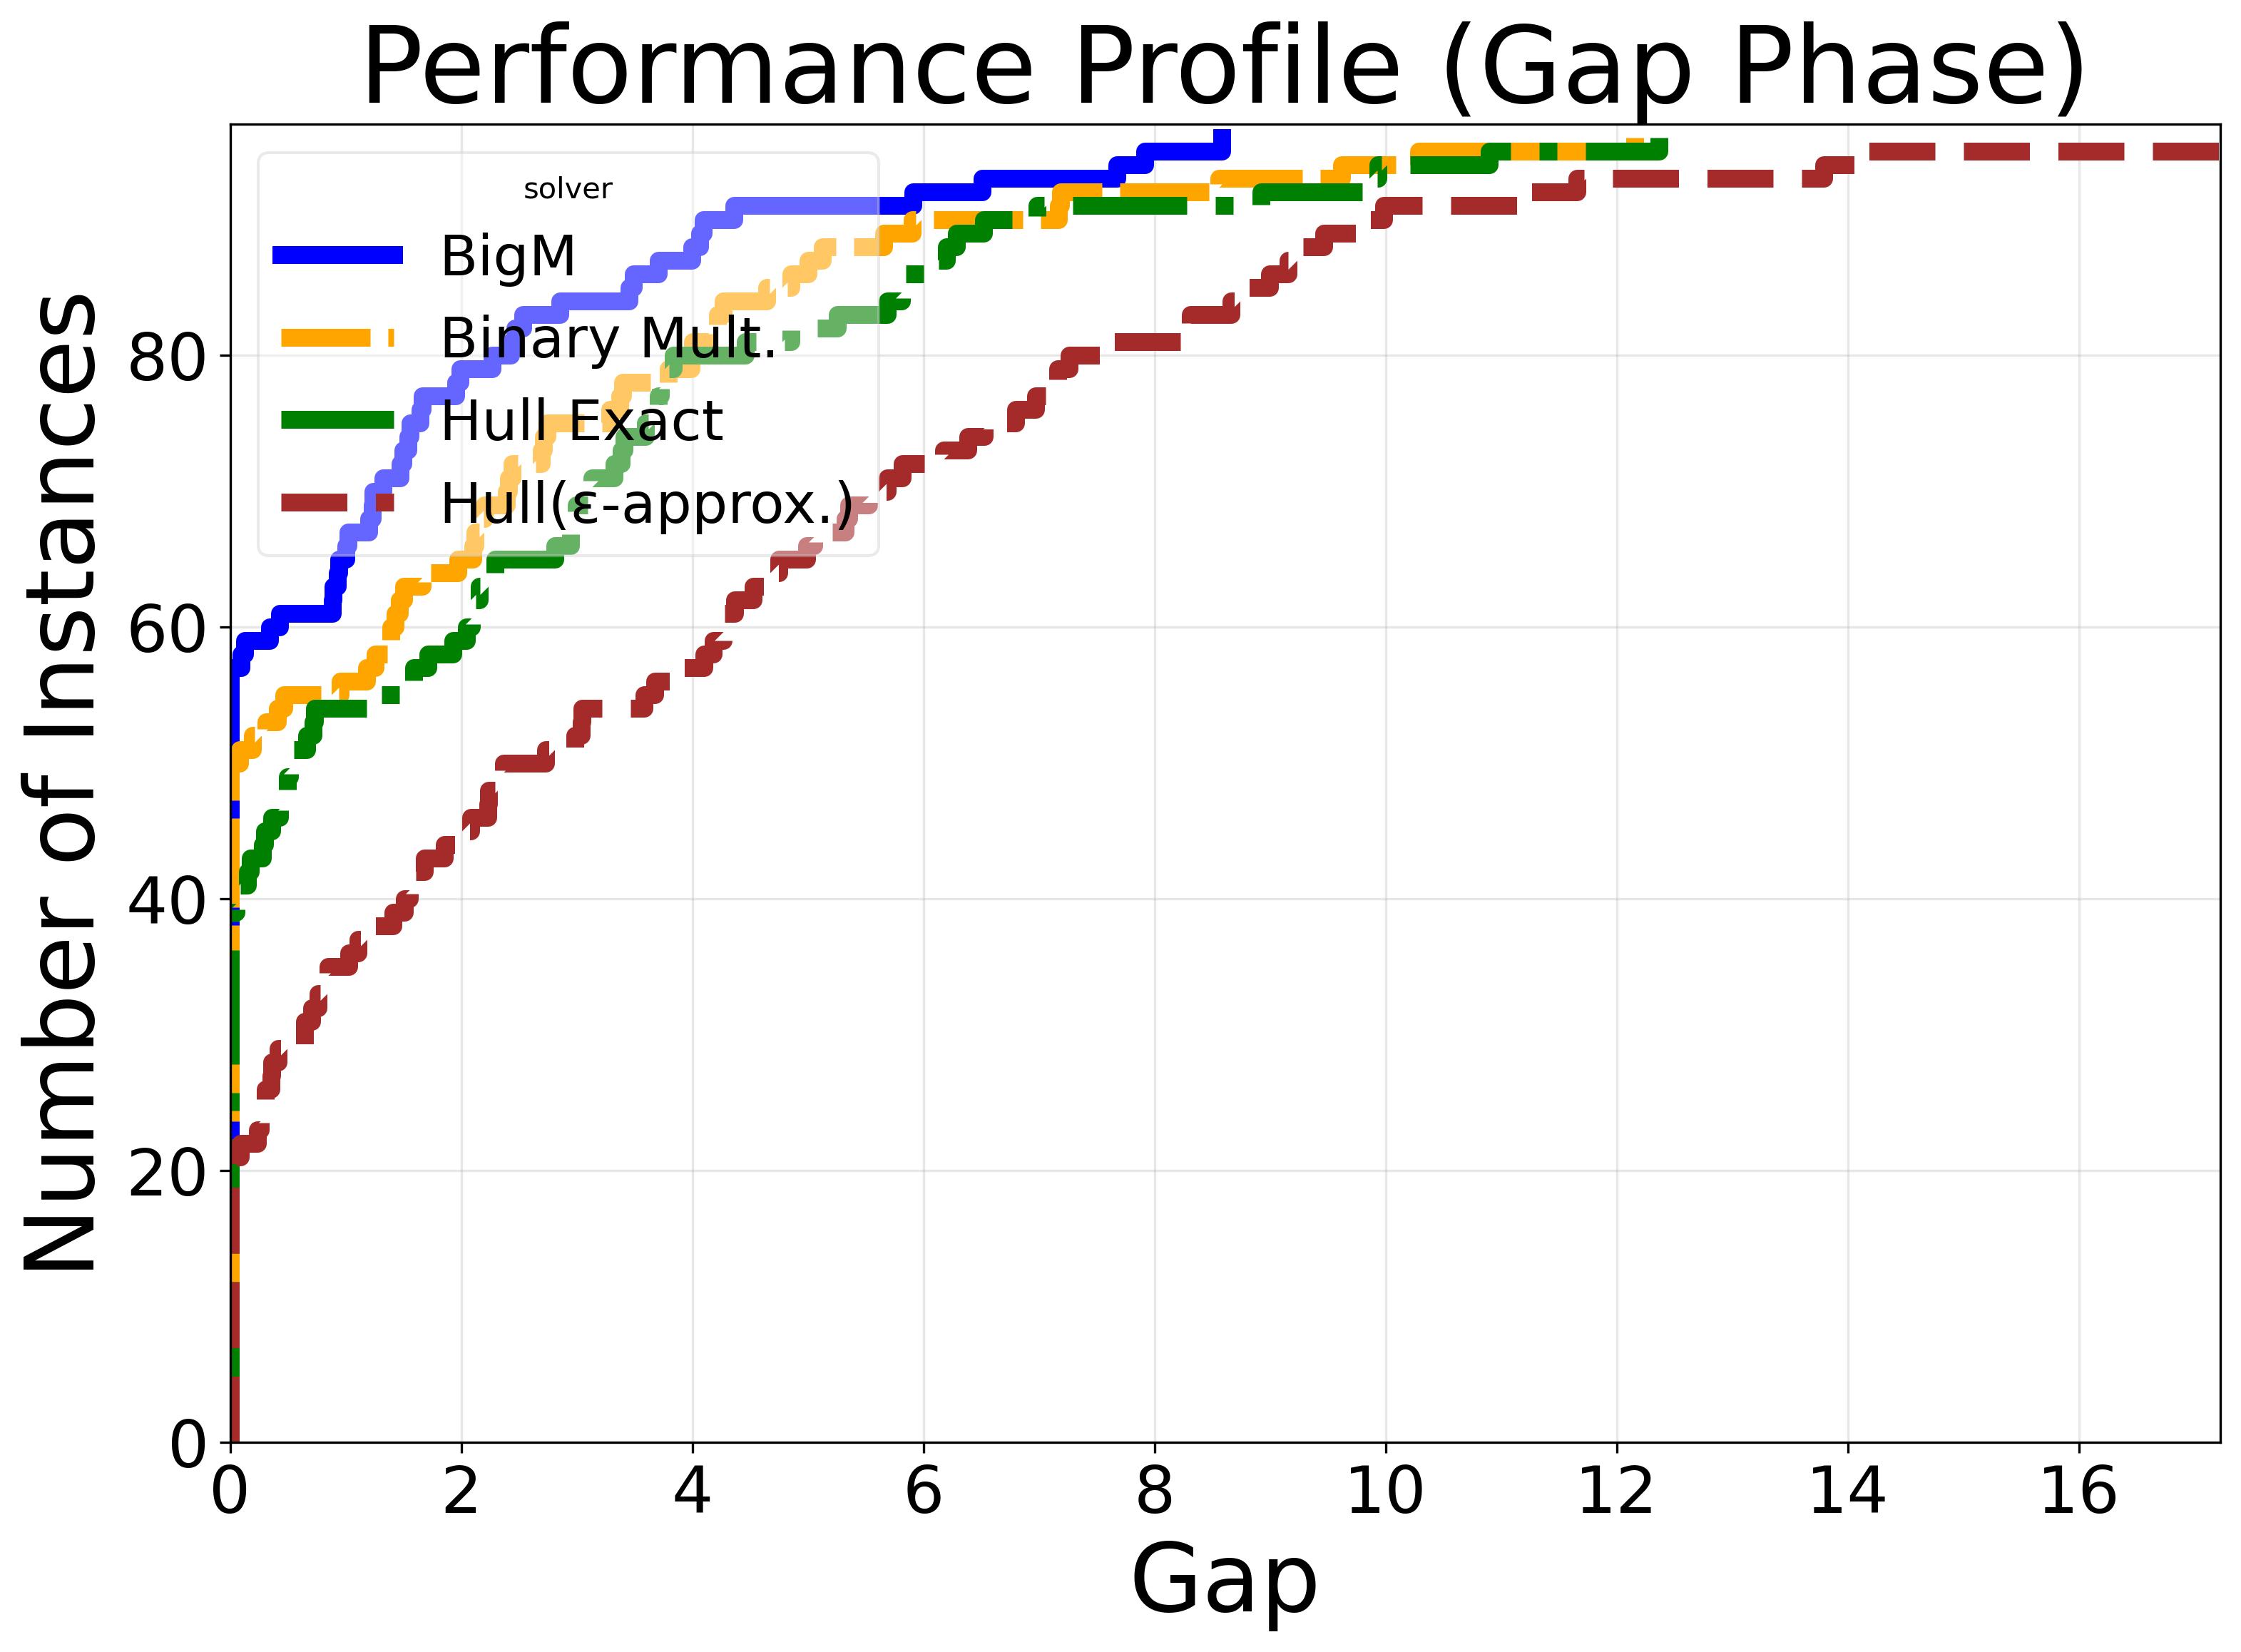 Performance Profile (Gap Phase)
Number of Instances
80
60
40
20
0
solver
BigM
Binary Mult.
Hull Exact
Hull(ε-approx.)
0 2 4 6 8 10 12 14 16
Gap